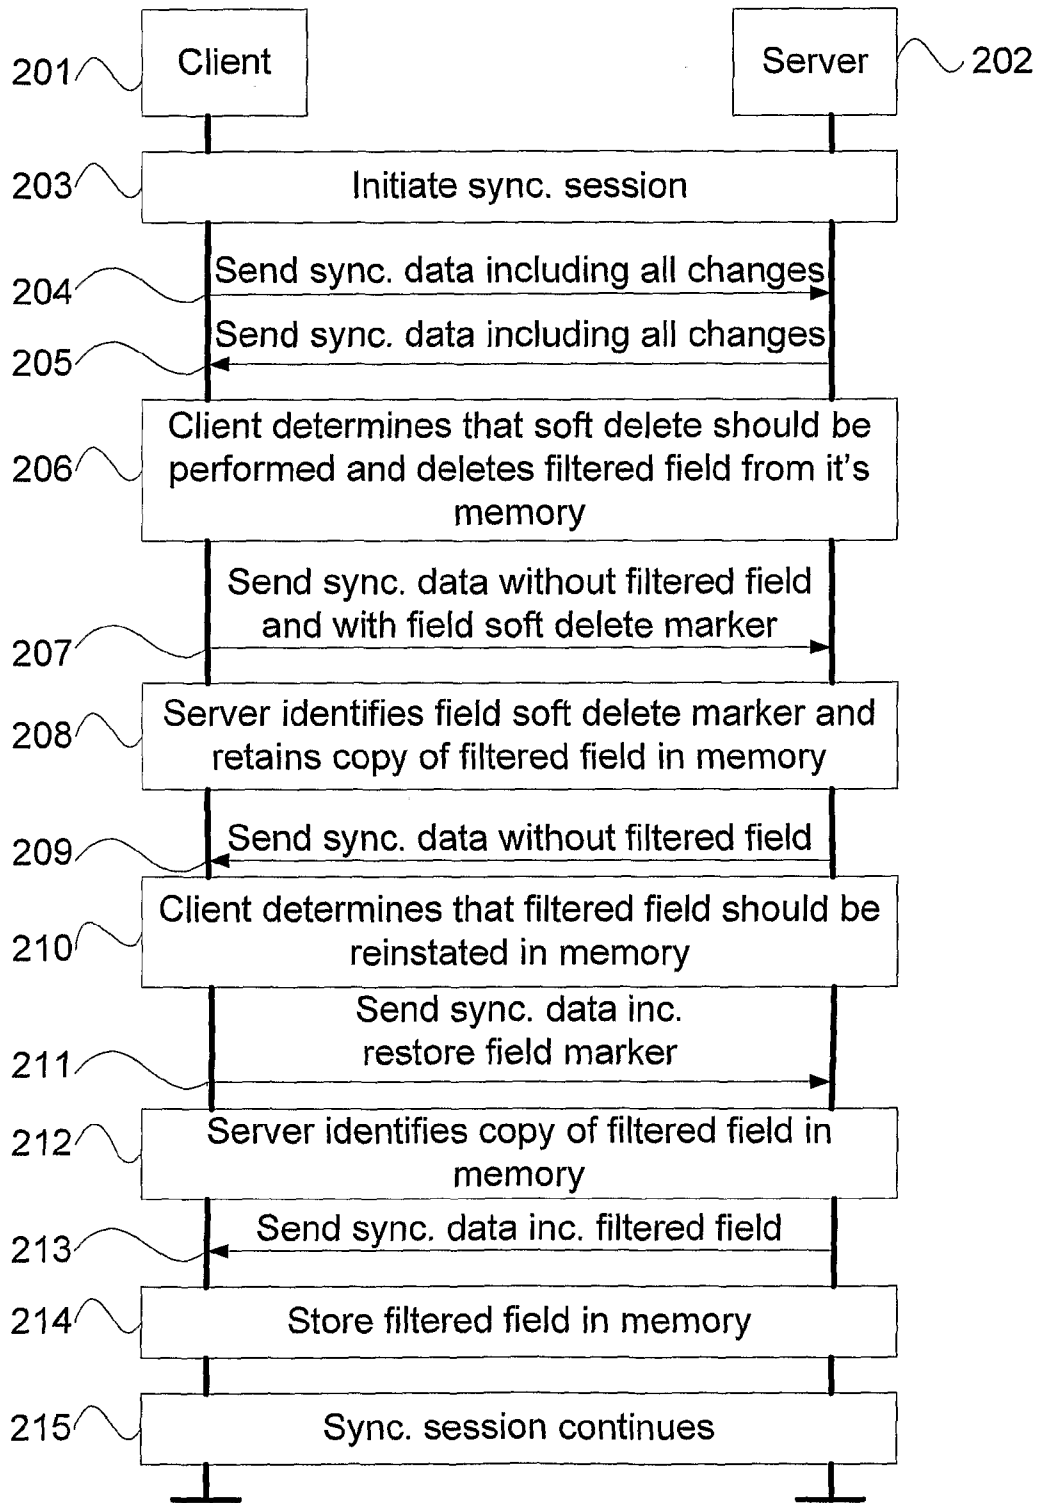 201
Client
Server
202
203
Initiate sync. session
204
Send sync. data including all changes
205
Send sync. data including all changes
206
Client determines that soft delete should be
performed and deletes filtered field from it's
memory
207
Send sync. data without filtered field
and with field soft delete marker
208
Server identifies field soft delete marker and
retains copy of filtered field in memory
209
Send sync. data without filtered field
210
Client determines that filtered field should be
reinstated in memory
211
Send sync. data inc.
restore field marker
212
Server identifies copy of filtered field in
memory
213
Send sync. data inc. filtered field
214
Store filtered field in memory
215
Sync. session continues